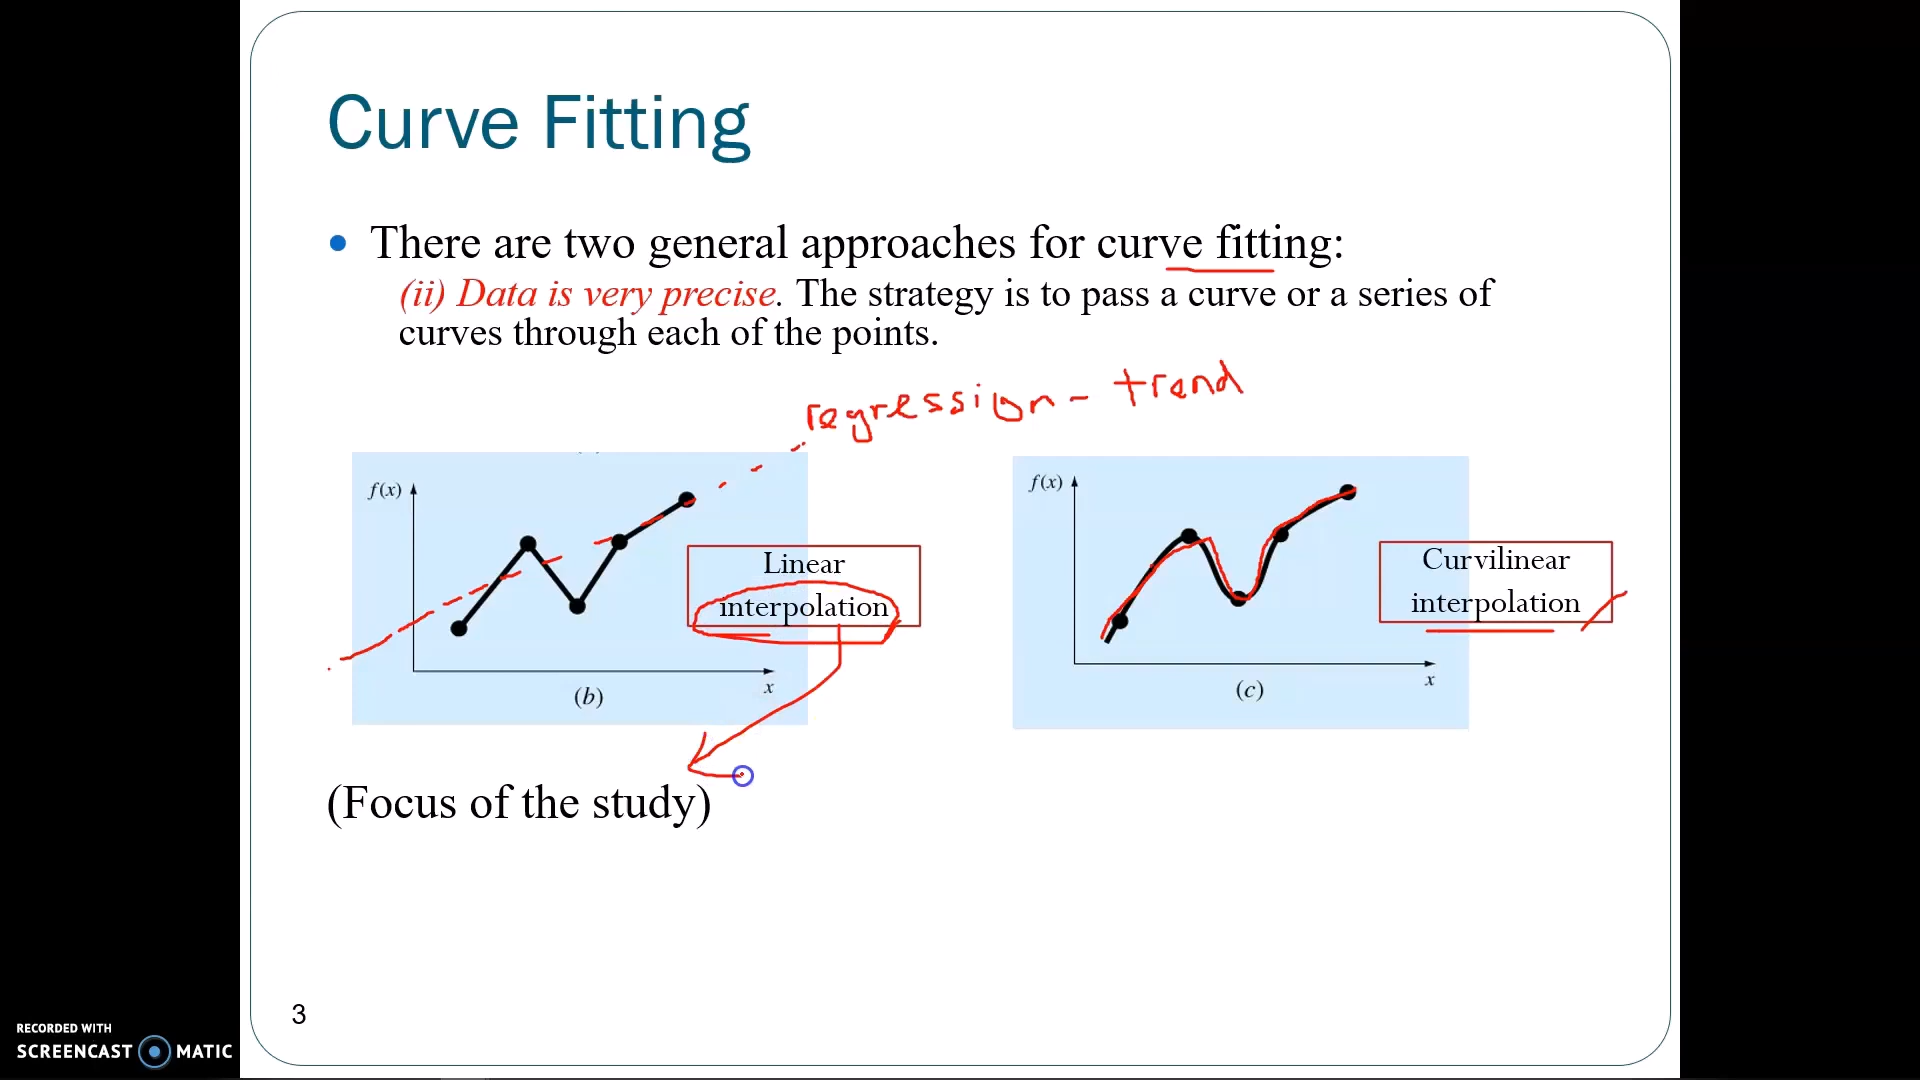 Curve Fitting
• There are two general approaches for curve fitting:
(ii) Data is very precise. The strategy is to pass a curve or a series of
curves through each of the points.
regression - trend
f(x)
Linear
interpolation
x
(b)
f(x)
Curvilinear
interpolation
x
(c)
(Focus of the study)
3
RECORDED WITH
SCREENCAST MATIC